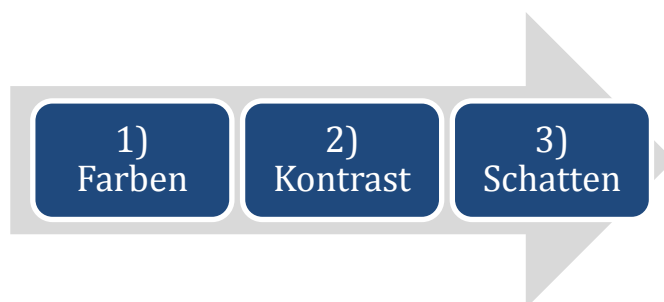 1)
Farben
2)
Kontrast
3)
Schatten